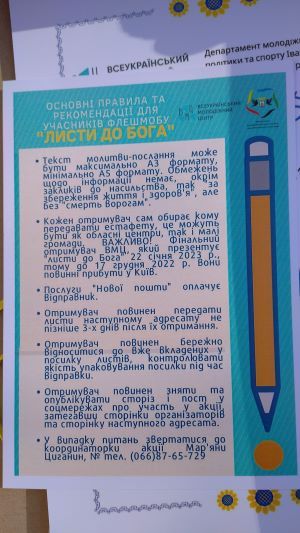 ВСЕУКРАЇНСЬКИЙ
Департамент молодіж
політики та спорту Іва
ОСНОВНІ ПРАВИЛА ТА
РЕКОМЕНДАЦІЇ ДЛЯ
УЧАСНИКІВ ФЛЕШМОБУ
"ЛИСТИ ДО БОГА"
ВСЕУКРАЇНСЬКИЙ
МОЛОДІЖНИЙ
ЦЕНТР
• Текст молитви-послання може
бути максимально А3 формату,
мінімально А5 формату. Обмежень
щодо інформації немає, окрім
закликів до насильства, так за
збереження життя і здоров'я, але
без "смерть ворогам".
• Кожен отримувач сам обирає кому
передавати естафету, це можуть
бути як обласні центри, так і малі
громади, ВАЖЛИВО! Фінальний
отримувач ВМЦ, який презентує
"листи до Бога" 22 січня 2023 р.,
тому до 17 грудня 2022 р. Вони
повинні прибути у Київ.
• Послуги "Нової пошти" оплачує
відправник.
• Отримувач повинен передати
листи наступному адресату не
пізніше 3-х днів після їх отримання.
• Отримувач повинен бережно
відноситися до вже вкладених у
посилку листів, контролювати
якість упаковування посилки під час
відправки.
• Отримувач повинен зняти та
опублікувати сторіз і пост у
соцмережах про участь у акції,
затегавши сторінки організаторів
та сторінку наступного адресата.
• У випадку питань звертатися до
координаторки акції Мар'яни
Циганин, № тел. (066)87-65-729